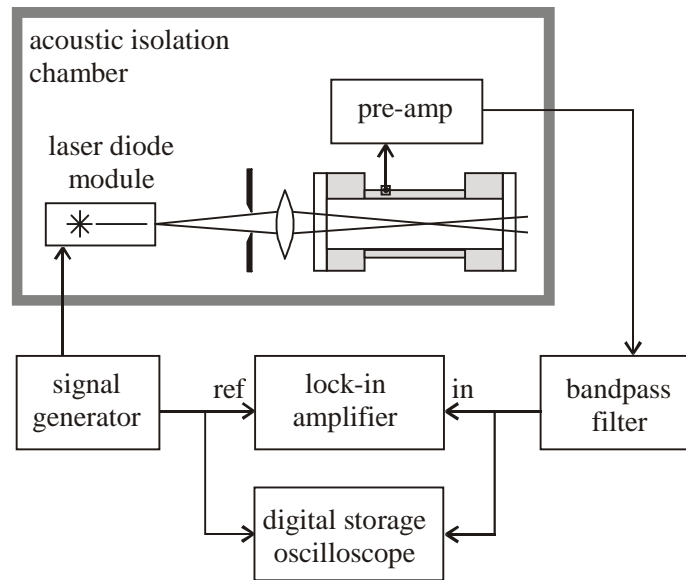 acoustic isolation
chamber
pre-amp
laser diode
module
signal
generator
ref
lock-in
amplifier
in
bandpass
filter
digital storage
oscilloscope